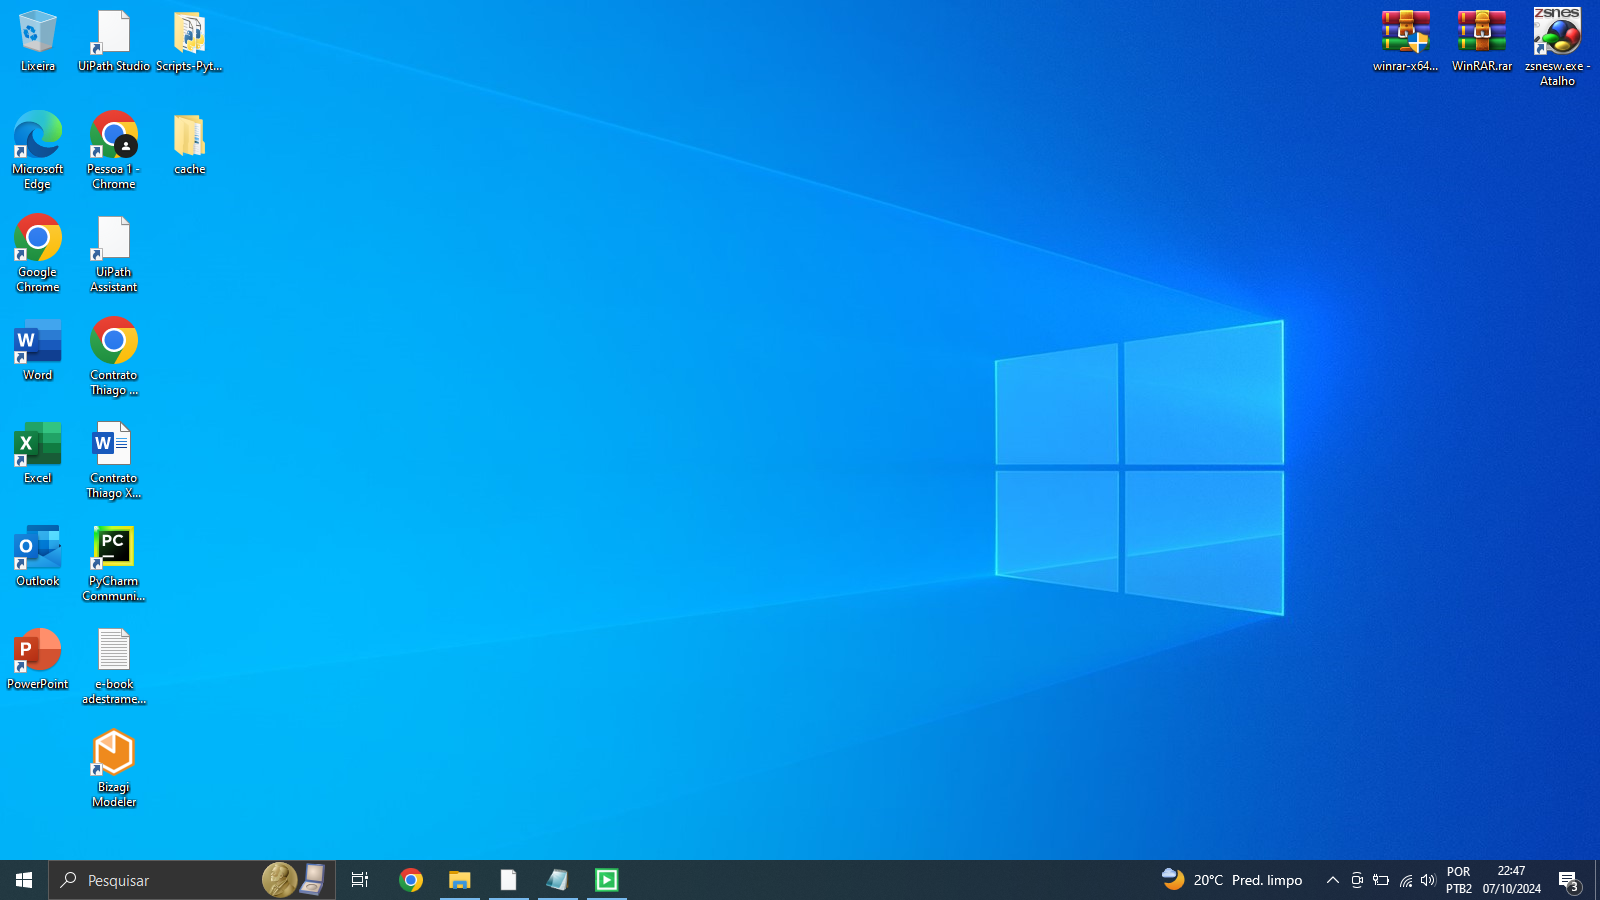 Lixeira
UiPath Studio
Scripts-Pyt...
winrar-x64...
WinRAR.rar
zsnes
zsnesw.exe -
Atalho
Microsoft
Edge
Pessoa 1 -
Chrome
cache
Google
Chrome
UiPath
Assistant
W
Word
Contrato
Thiago ...
X
Excel
W
Contrato
Thiago X...
O
Outlook
PC
PyCharm
Communi...
P
PowerPoint
e-book
adestrame...
Bizagi
Modeler
Pesquisar
20°C Pred. limpo
POR
PTB2
22:47
07/10/2024
3